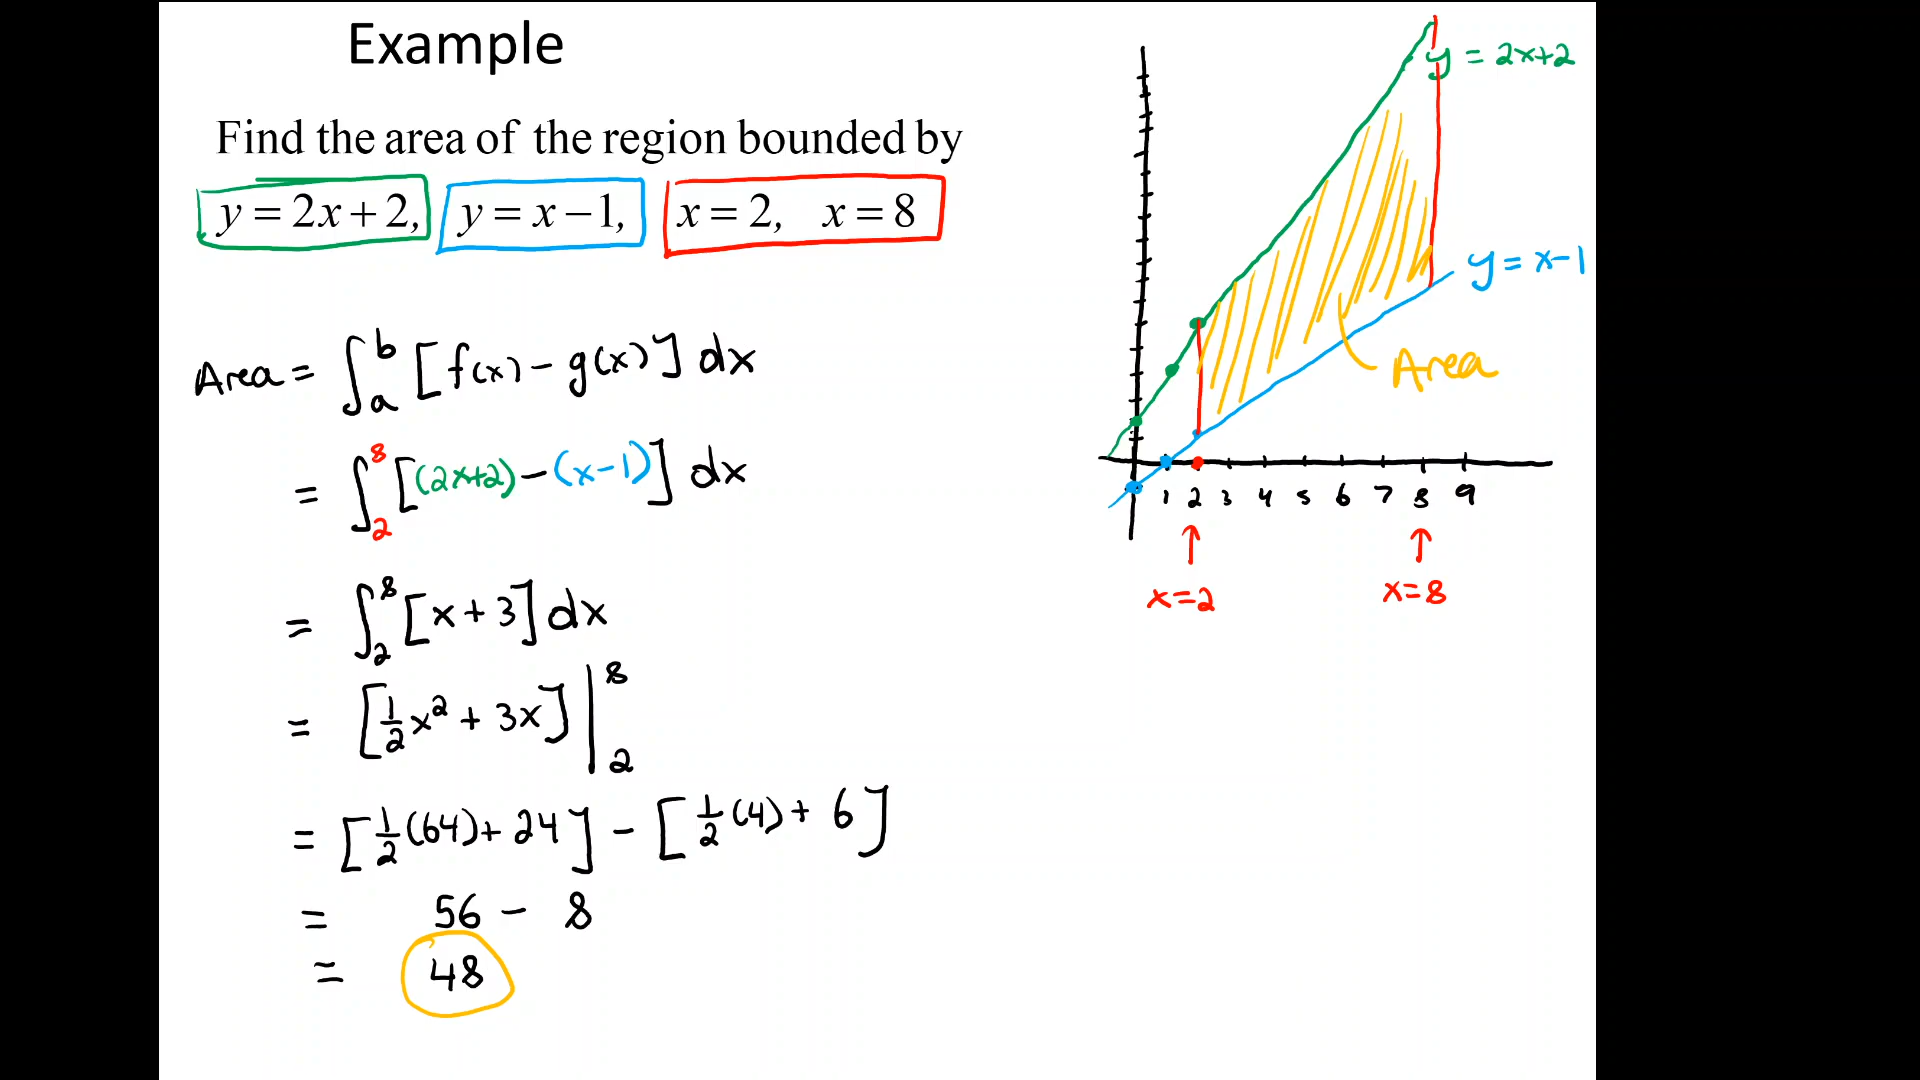 Example
Find the area of the region bounded by
y = 2x + 2, y = x − 1, x = 2, x = 8
Area = ∫_a^b [f(x) − g(x)] dx
= ∫_2^8 [(2x+2) − (x−1)] dx
= ∫_2^8 [x + 3] dx
= [1/2 x² + 3x] |_2^8
= [1/2 (64) + 24] − [1/2 (4) + 6]
= 56 − 8
= 48
y = 2x+2
y = x−1
Area
1 2 3 4 5 6 7 8 9
↑ ↑
x=2 x=8